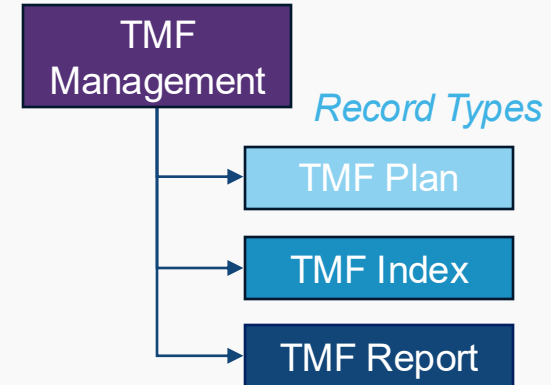 TMF
Management
Record Types
TMF Plan
TMF Index
TMF Report